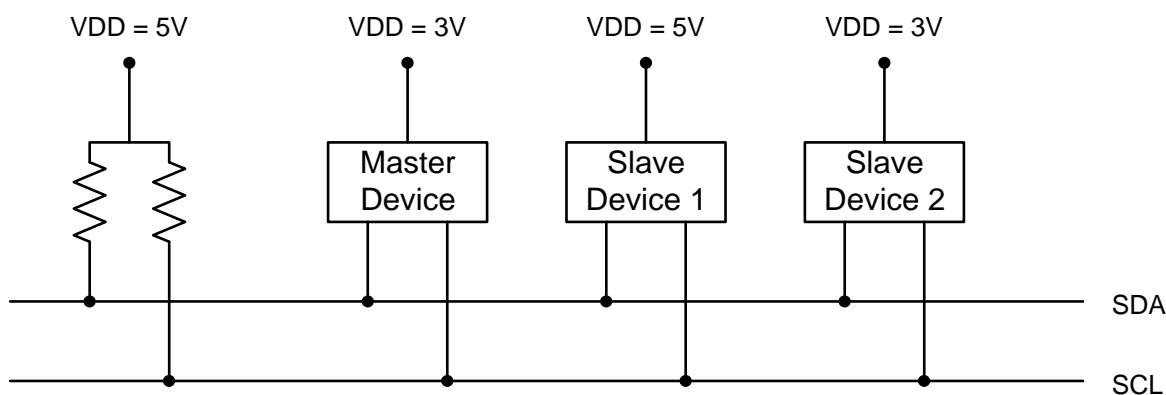 VDD = 5V
VDD = 3V
VDD = 5V
VDD = 3V
Master
Device
Slave
Device 1
Slave
Device 2
SDA
SCL